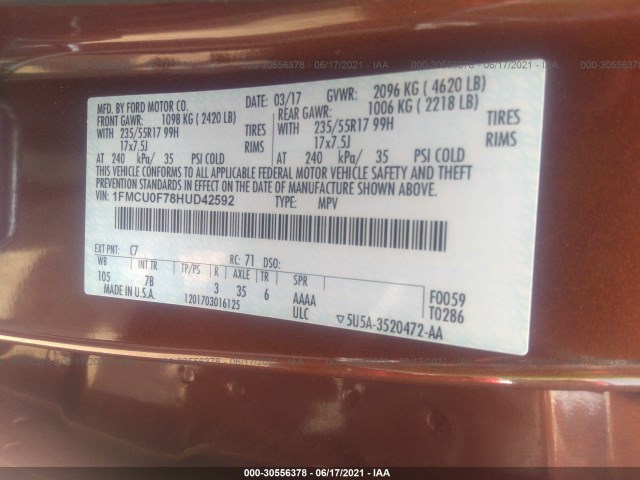 000-30556378 - IAA 000-30556378 - 06/17/2021 - IAA 06/17/2021 - IAA
MFD. BY FORD MOTOR CO. DATE: 03/17 GVWR: 2096 KG ( 4620 LB)
FRONT GAWR: 1098 KG ( 2420 LB) REAR GAWR: 1006 KG ( 2218 LB)
WITH 235/55R17 99H TIRES WITH 235/55R17 99H TIRES
17x7.5J RIMS 17x7.5J RIMS
AT 240 kPa/ 35 PSI COLD AT 240 kPa/ 35 PSI COLD
THIS VEHICLE CONFORMS TO ALL APPLICABLE FEDERAL MOTOR VEHICLE SAFETY AND THEFT
PREVENTION STANDARDS IN EFFECT ON THE DATE OF MANUFACTURE SHOWN ABOVE.
VIN: 1FMCU0F78HUD42592 TYPE: MPV
EXT PNT: C7 RC: 71 DSO:
WB INT TR TP/PS R AXLE TR SPR
105 7B 3 35 6 AAAA F0059
MADE IN U.S.A. 1201703016125 ULC T0286
5U5A-3520472-AA
000-30556378 - 06/17/2021 - IAA